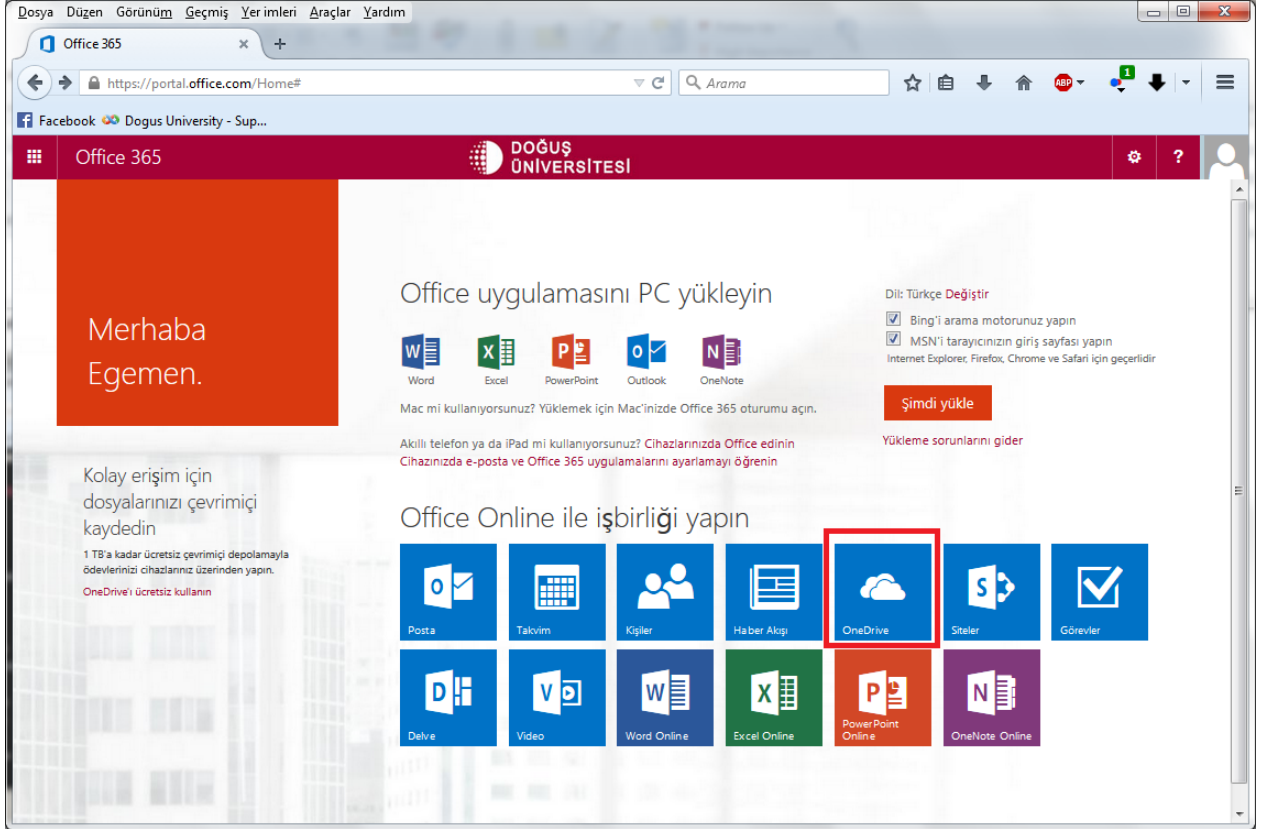 Dosya Düzen Görünüm Geçmiş Yer imleri Araçlar Yardım
Office 365
https://portal.office.com/Home#
Arama
ABP
1
Facebook Dogus University - Sup...
Office 365
DOĞUŞ
ÜNİVERSİTESİ
?
Merhaba
Egemen.
Kolay erişim için
dosyalarınızı çevrimiçi
kaydedin
1 TB'a kadar ücretsiz çevrimiçi depolamayla
ödevlerinizi cihazlarınız üzerinden yapın.
OneDrive'ı ücretsiz kullanın
Office uygulamasını PC yükleyin
Word Excel PowerPoint Outlook OneNote
Mac mi kullanıyorsunuz? Yüklemek için Mac'inizde Office 365 oturumu açın.
Akıllı telefon ya da iPad mi kullanıyorsunuz? Cihazlarınızda Office edinin
Cihazınızda e-posta ve Office 365 uygulamalarını ayarlamayı öğrenin
Dil: Türkçe Değiştir
Bing'i arama motorunuz yapın
MSN'i tarayıcınızın giriş sayfası yapın
Internet Explorer, Firefox, Chrome ve Safari için geçerlidir
Şimdi yükle
Yükleme sorunlarını gider
Office Online ile işbirliği yapın
Posta Takvim Kişiler Haber Akışı OneDrive Siteler Görevler
Delve Video Word Online Excel Online PowerPoint Online OneNote Online